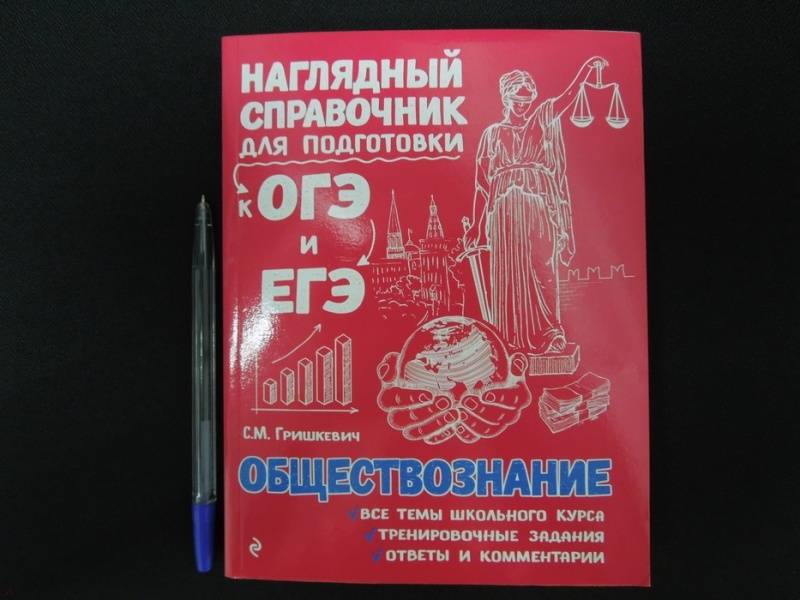 НАГЛЯДНЫЙ
СПРАВОЧНИК
ДЛЯ ПОДГОТОВКИ
К ОГЭ
И
ЕГЭ
С.М. ГРИШКЕВИЧ
ОБЩЕСТВОЗНАНИЕ
ВСЕ ТЕМЫ ШКОЛЬНОГО КУРСА
ТРЕНИРОВОЧНЫЕ ЗАДАНИЯ
ОТВЕТЫ И КОММЕНТАРИИ